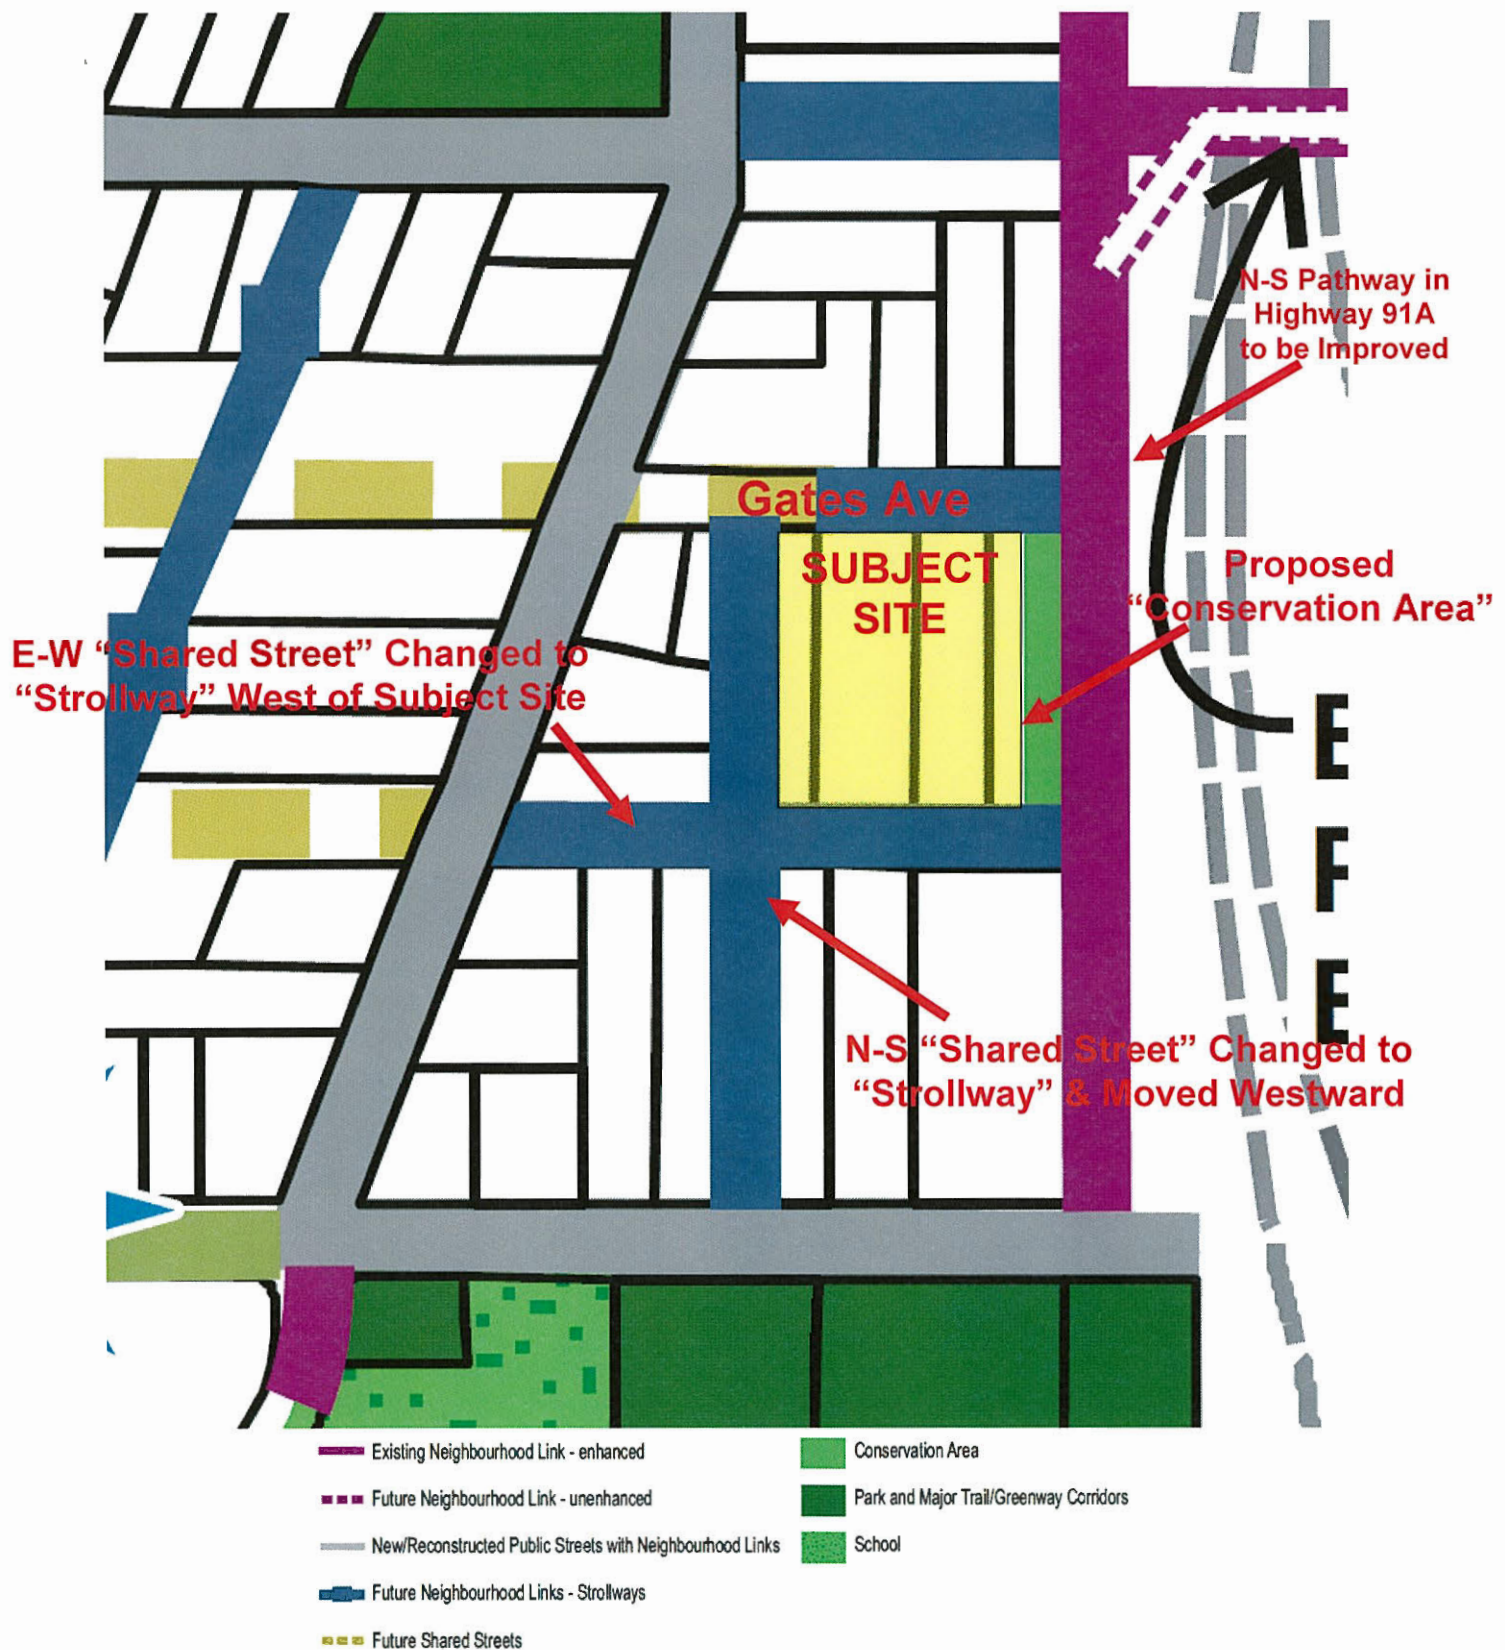 N-S Pathway in
Highway 91A
to be Improved
Gates Ave
SUBJECT
SITE
Proposed
“Conservation Area”
E-W “Shared Street” Changed to
“Strollway” West of Subject Site
E
F
E
N-S “Shared Street” Changed to
“Strollway” & Moved Westward
Existing Neighbourhood Link - enhanced
Future Neighbourhood Link - unenhanced
New/Reconstructed Public Streets with Neighbourhood Links
Future Neighbourhood Links - Strollways
Future Shared Streets
Conservation Area
Park and Major Trail/Greenway Corridors
School